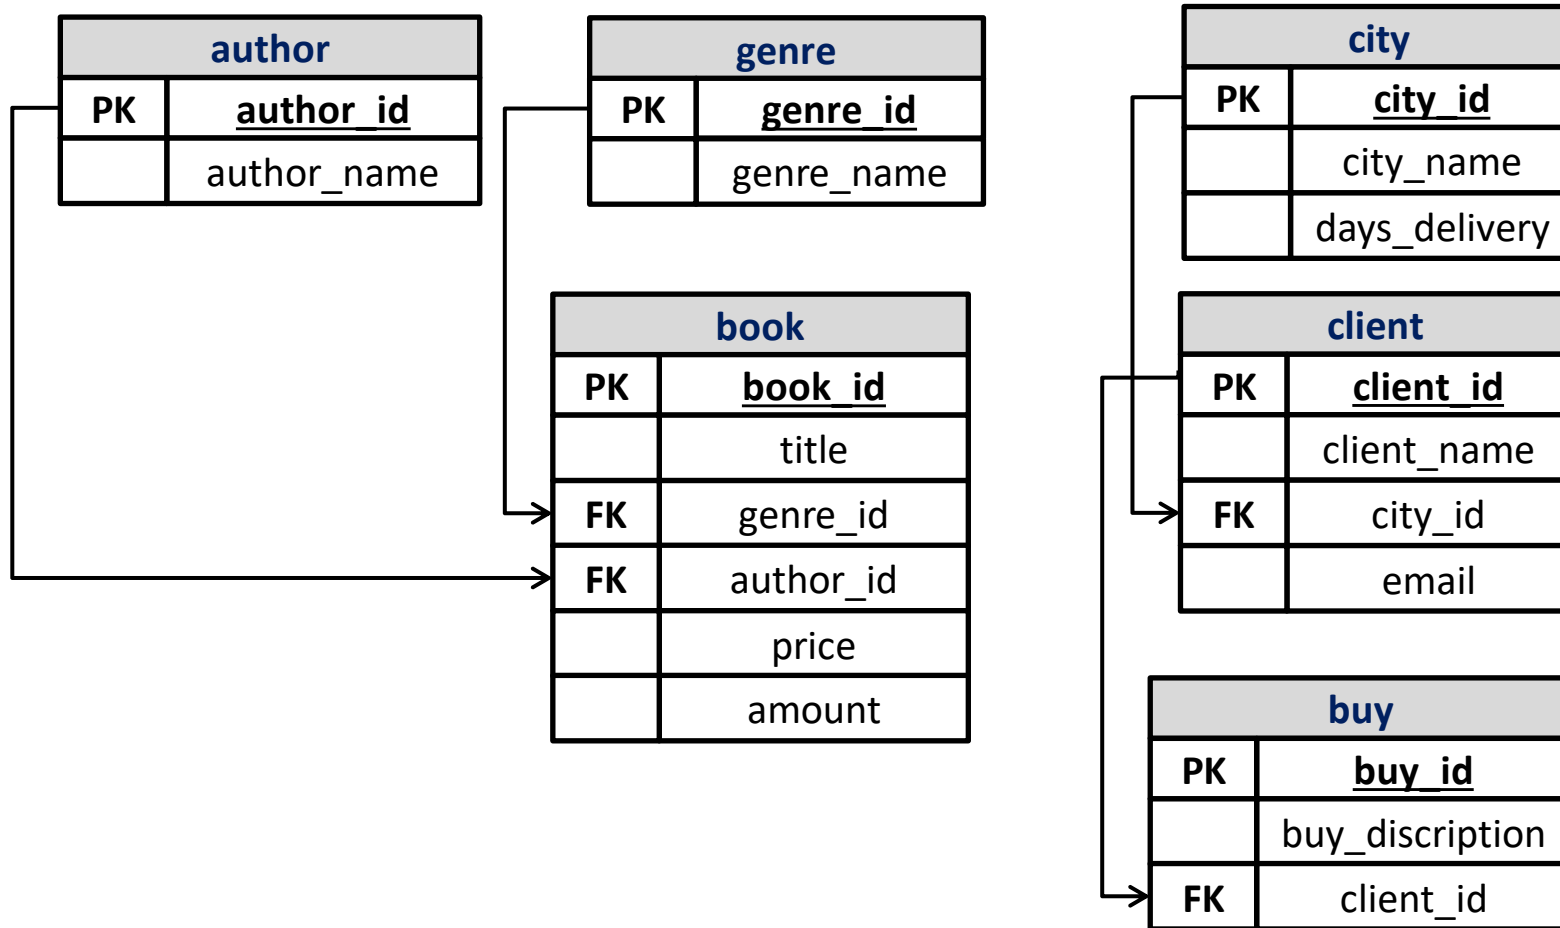 author
PK author_id
author_name
genre
PK genre_id
genre_name
book
PK book_id
title
FK genre_id
FK author_id
price
amount
city
PK city_id
city_name
days_delivery
client
PK client_id
client_name
FK city_id
email
buy
PK buy_id
buy_discription
FK client_id